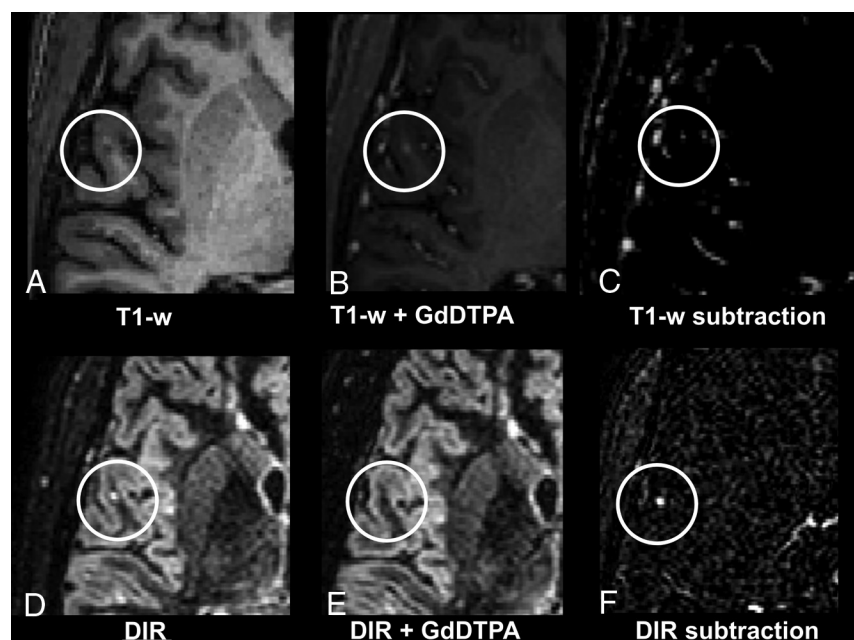 A
B
C
T1-w
T1-w + GdDTPA
T1-w subtraction
D
E
F
DIR
DIR + GdDTPA
DIR subtraction